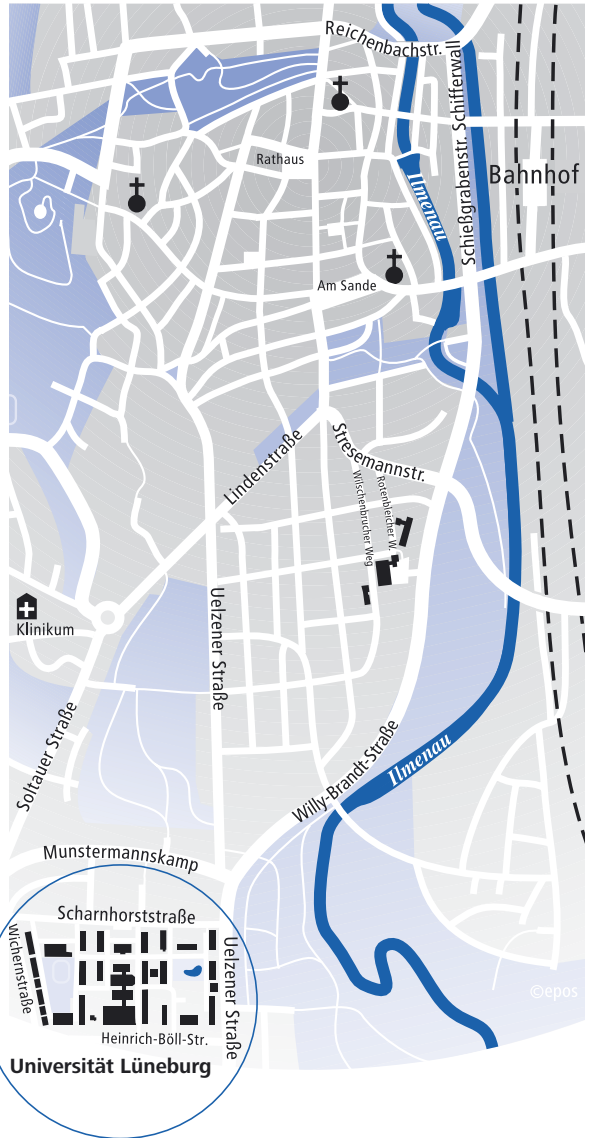 Reichenbachstr.
Schießgrabenstr. Schifferwall
Rathaus
Bahnhof
Ilmenau
Am Sande
Lindenstraße
Stresemannstr.
Wilschenbrucher Weg
Rotenbleicher W.
Klinikum
Uelzener Straße
Soltauer Straße
Willy-Brandt-Straße
Ilmenau
Munstermannskamp
Scharnhorststraße
Wichernstraße
Uelzener Straße
©epos
Heinrich-Böll-Str.
Universität Lüneburg